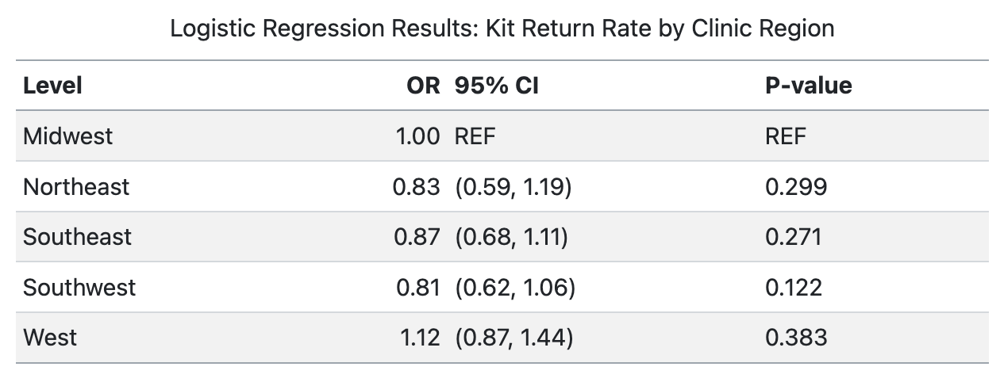 Logistic Regression Results: Kit Return Rate by Clinic Region
Level OR 95% CI P-value
Midwest 1.00 REF REF
Northeast 0.83 (0.59, 1.19) 0.299
Southeast 0.87 (0.68, 1.11) 0.271
Southwest 0.81 (0.62, 1.06) 0.122
West 1.12 (0.87, 1.44) 0.383